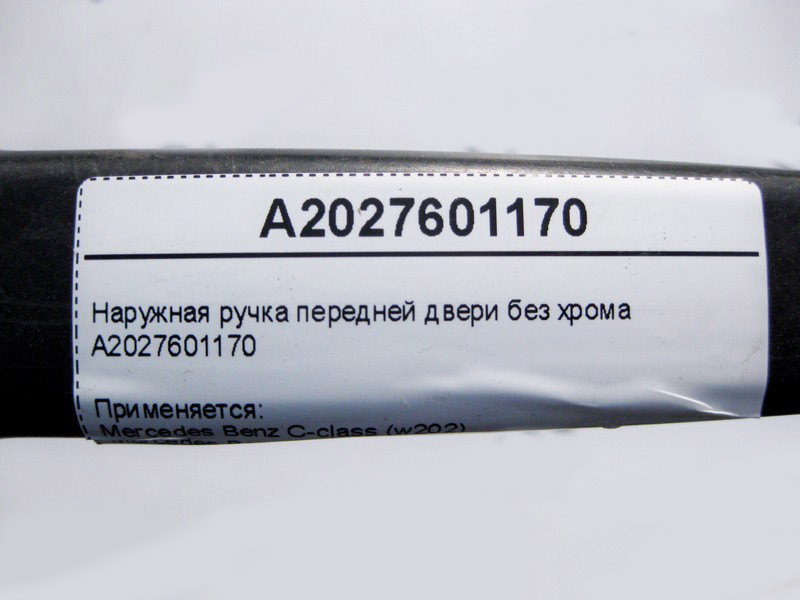 A2027601170
Наружная ручка передней двери без хрома
A2027601170
Применяется:
Mercedes Benz C-class (w202)